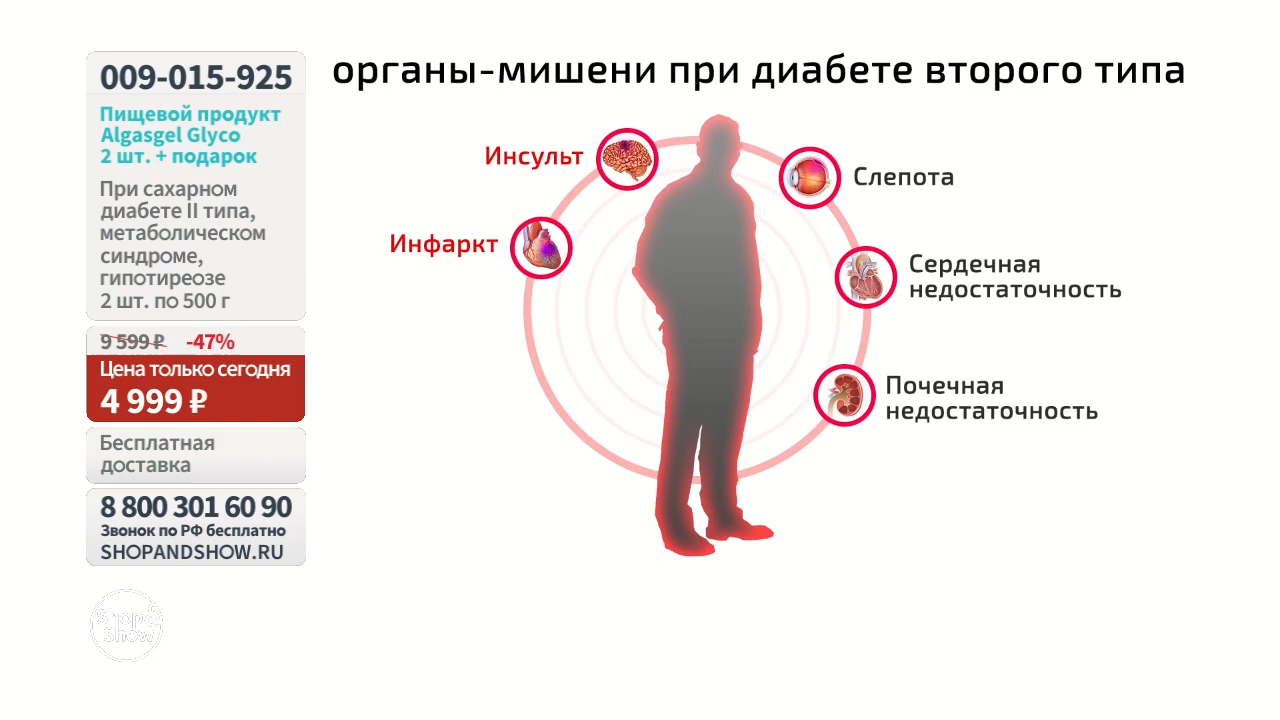 009-015-925
Пищевой продукт
Algasgel Glyco
2 шт. + подарок
При сахарном
диабете II типа,
метаболическом
синдроме,
гипотиреозе
2 шт. по 500 г
9 599 ₽ -47%
Цена только сегодня
4 999 ₽
Бесплатная
доставка
8 800 301 60 90
Звонок по РФ бесплатно
SHOPANDSHOW.RU
Shop&
Show
органы-мишени при диабете второго типа
Инсульт
Слепота
Инфаркт
Сердечная
недостаточность
Почечная
недостаточность